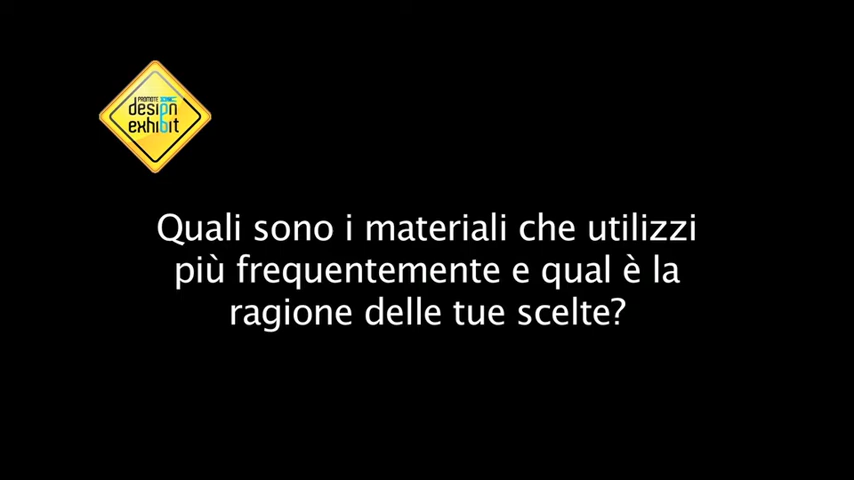 PROMOTE
design
exhibit
Quali sono i materiali che utilizzi
più frequentemente e qual è la
ragione delle tue scelte?